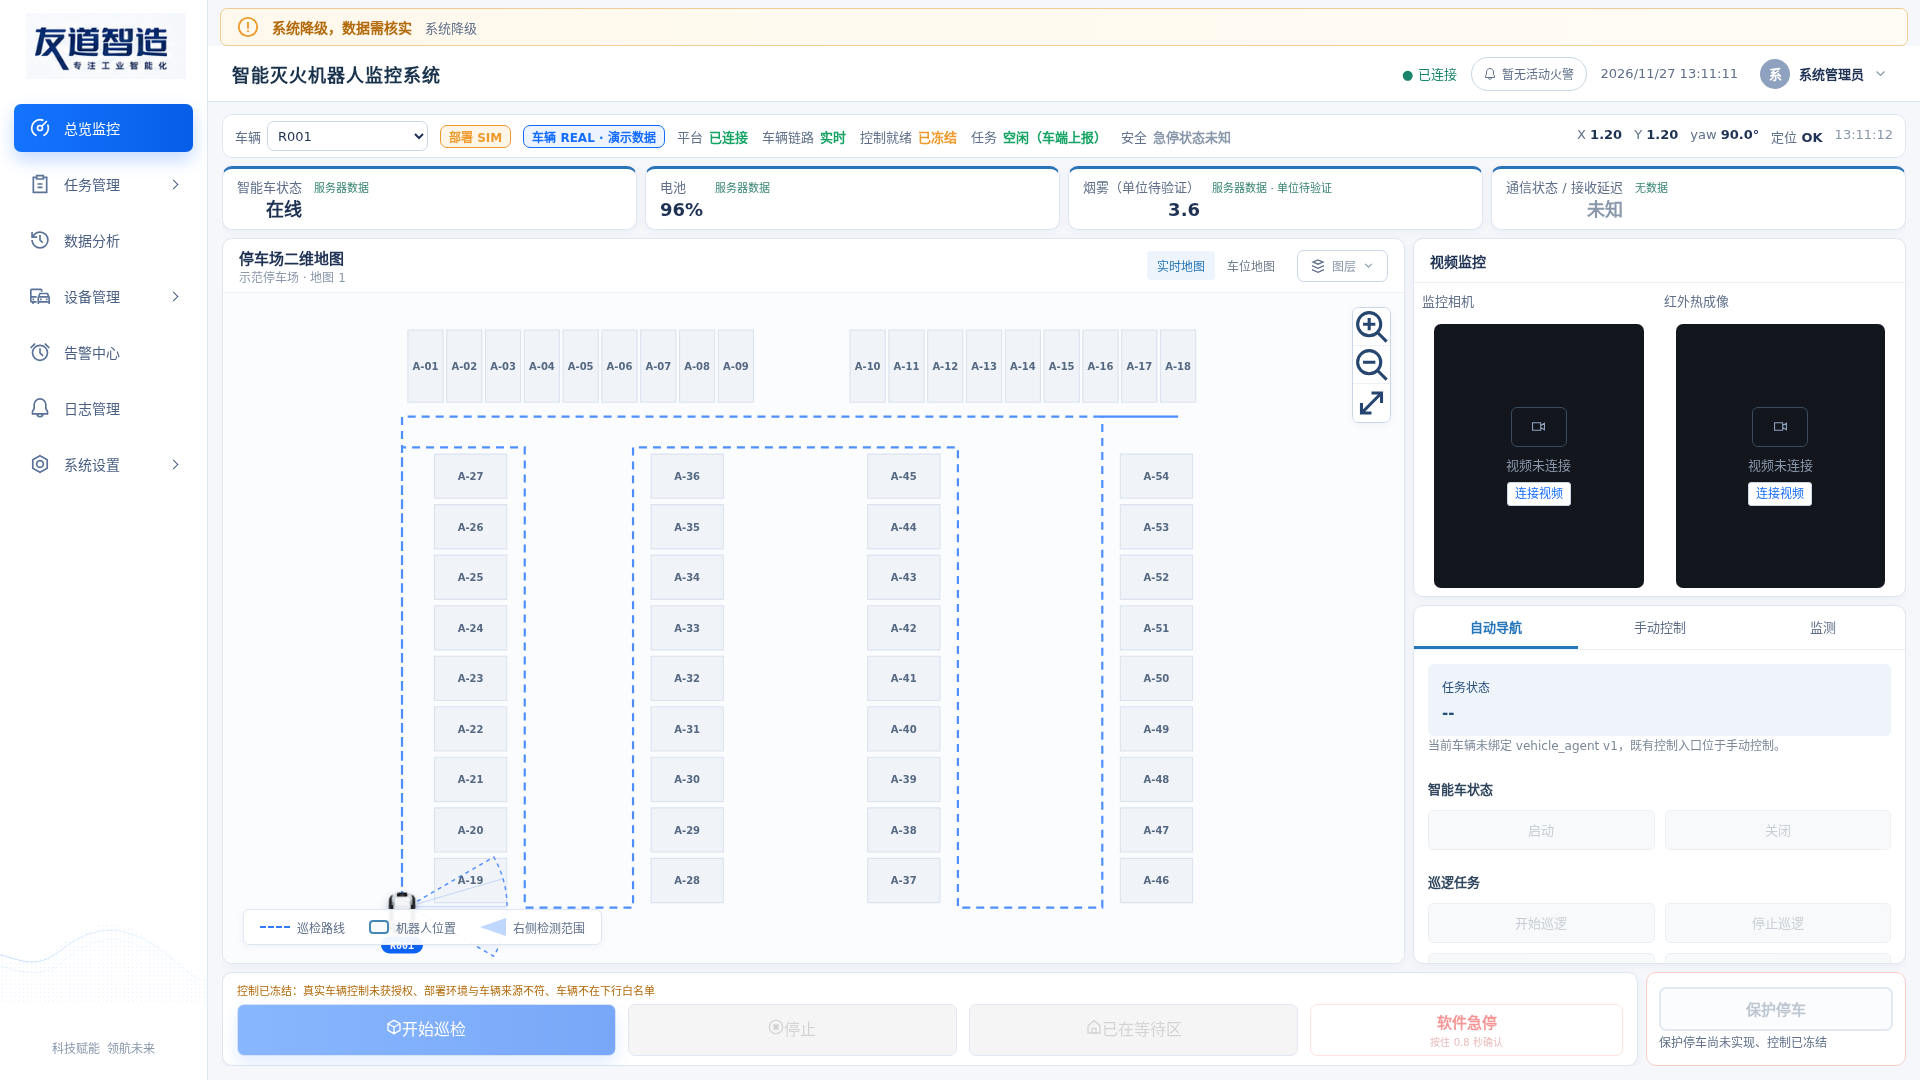 友道智造
专注工业智能化
系统降级，数据需核实 系统降级
智能灭火机器人监控系统
已连接 暂无活动火警 2026/11/27 13:11:11 系 系统管理员
总览监控
任务管理
数据分析
设备管理
告警中心
日志管理
系统设置
科技赋能 领航未来
车辆 R001 部署 SIM 车辆 REAL · 演示数据 平台 已连接 车辆链路 实时 控制就绪 已冻结 任务 空闲（车端上报） 安全 急停状态未知 X 1.20 Y 1.20 yaw 90.0° 定位 OK 13:11:12
智能车状态 服务器数据
在线
电池 服务器数据
96%
烟雾（单位待验证） 服务器数据 · 单位待验证
3.6
通信状态 / 接收延迟 无数据
未知
停车场二维地图
示范停车场 · 地图 1
实时地图 车位地图 图层
A-01 A-02 A-03 A-04 A-05 A-06 A-07 A-08 A-09 A-10 A-11 A-12 A-13 A-14 A-15 A-16 A-17 A-18
A-27 A-36 A-45 A-54
A-26 A-35 A-44 A-53
A-25 A-34 A-43 A-52
A-24 A-33 A-42 A-51
A-23 A-32 A-41 A-50
A-22 A-31 A-40 A-49
A-21 A-30 A-39 A-48
A-20 A-29 A-38 A-47
A-19 A-28 A-37 A-46
巡检路线 机器人位置 右侧检测范围
R001
视频监控
监控相机 红外热成像
视频未连接 视频未连接
连接视频 连接视频
自动导航 手动控制 监测
任务状态
--
当前车辆未绑定 vehicle_agent v1，既有控制入口位于手动控制。
智能车状态
启动 关闭
巡逻任务
开始巡逻 停止巡逻
控制已冻结：真实车辆控制未获授权、部署环境与车辆来源不符、车辆不在下行白名单
开始巡检 停止 已在等待区 软件急停
按住 0.8 秒确认
保护停车
保护停车尚未实现、控制已冻结